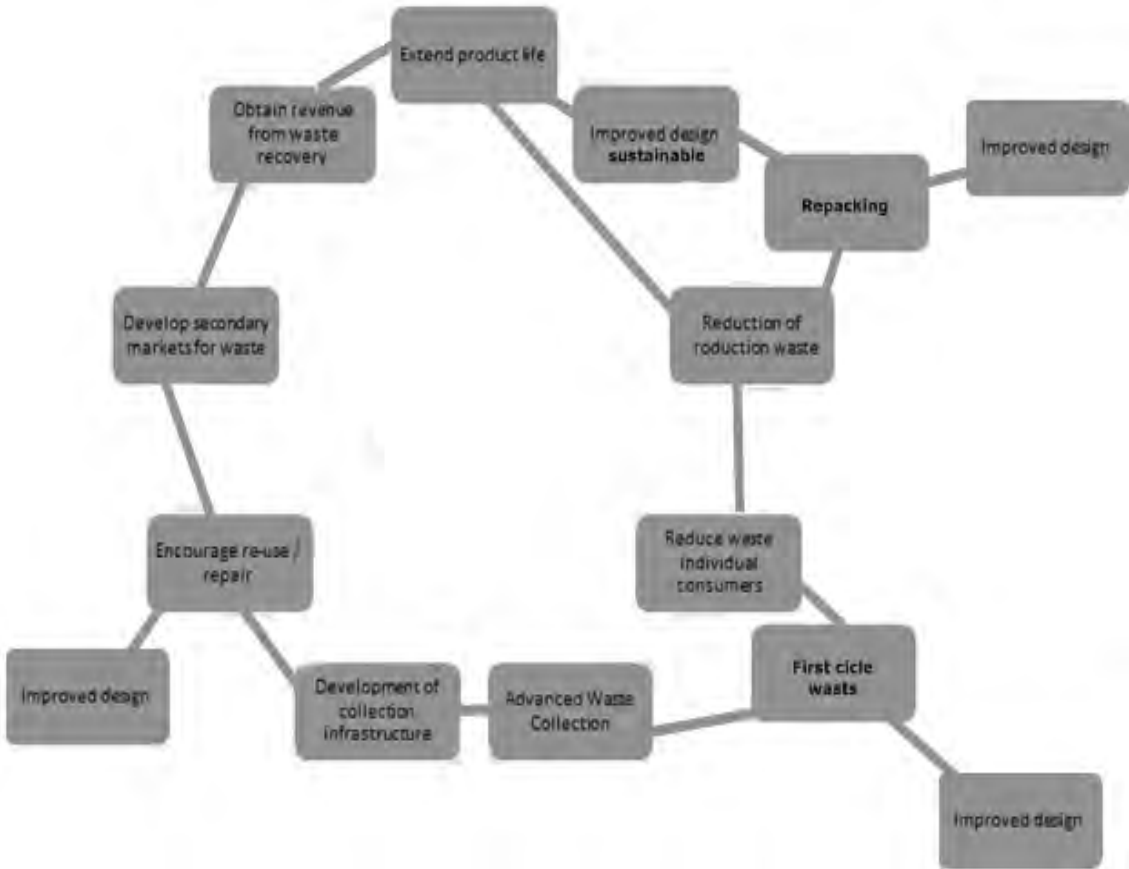 Extend product life
Obtain revenue
from waste
recovery
Improved design
sustainable
Improved design
Repacking
Develop secondary
markets for waste
Reduction of
roduction waste
Encourage re-use /
repair
Reduce waste
individual
consumers
Improved design
Development of
collection
infrastructure
Advanced Waste
Collection
First cicle
wasts
Improved design